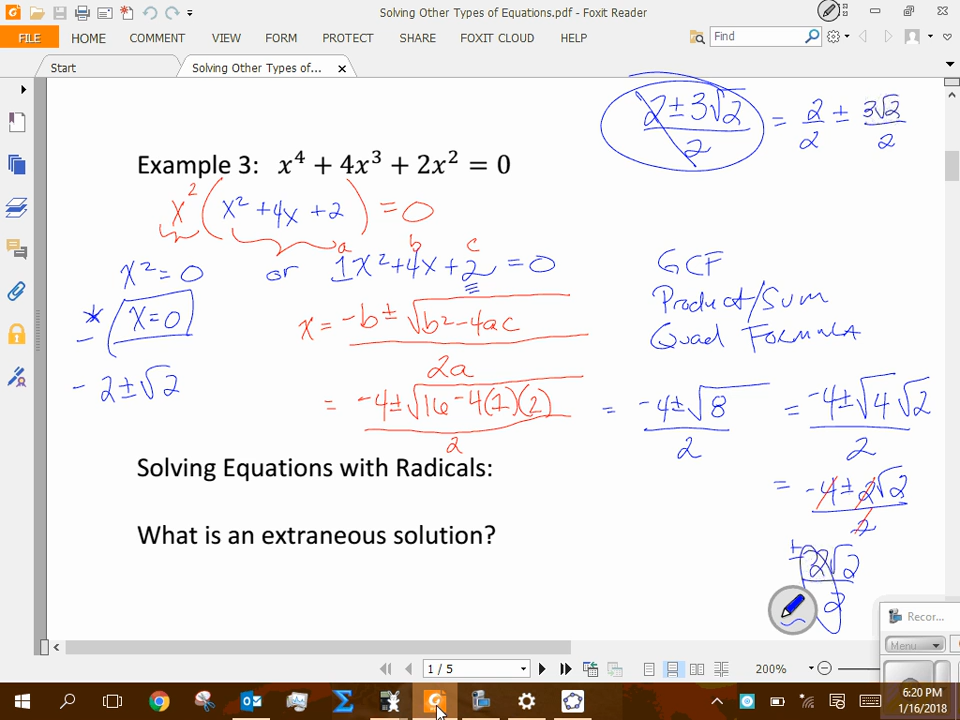 Solving Other Types of Equations.pdf - Foxit Reader
FILE HOME COMMENT VIEW FORM PROTECT SHARE FOXIT CLOUD HELP Find
Start Solving Other Types of...
2 ± 3√2 / 2 = 2/2 ± 3√2/2
Example 3: x⁴ + 4x³ + 2x² = 0
x² (x² + 4x + 2) = 0
a b c
x² = 0 or 1x² + 4x + 2 = 0
GCF
Product/Sum
Quad Formula
* x = 0
x = -b ± √b² - 4ac / 2a
- 2 ± √2
= -4 ± √16 - 4(1)(2) / 2 = -4 ± √8 / 2 = -4 ± √4 √2 / 2
= -4 ± 2√2 / 2
± 2√2 / 2
Solving Equations with Radicals:
What is an extraneous solution?
Recor...
Menu
1 / 5 200%
6:20 PM
1/16/2018